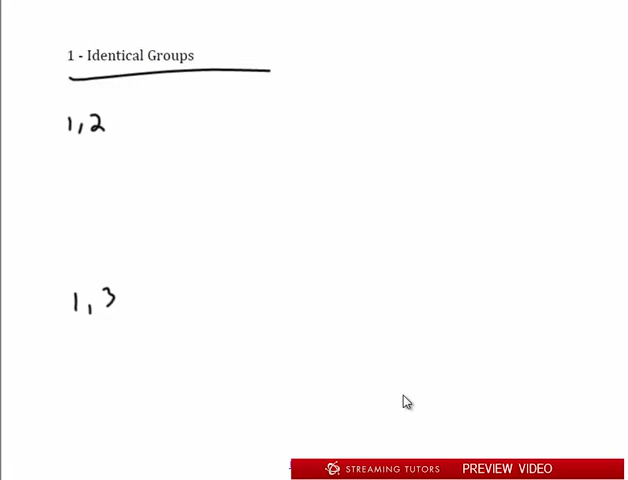 1 - Identical Groups
1, 2
1, 3
STREAMING TUTORS PREVIEW VIDEO